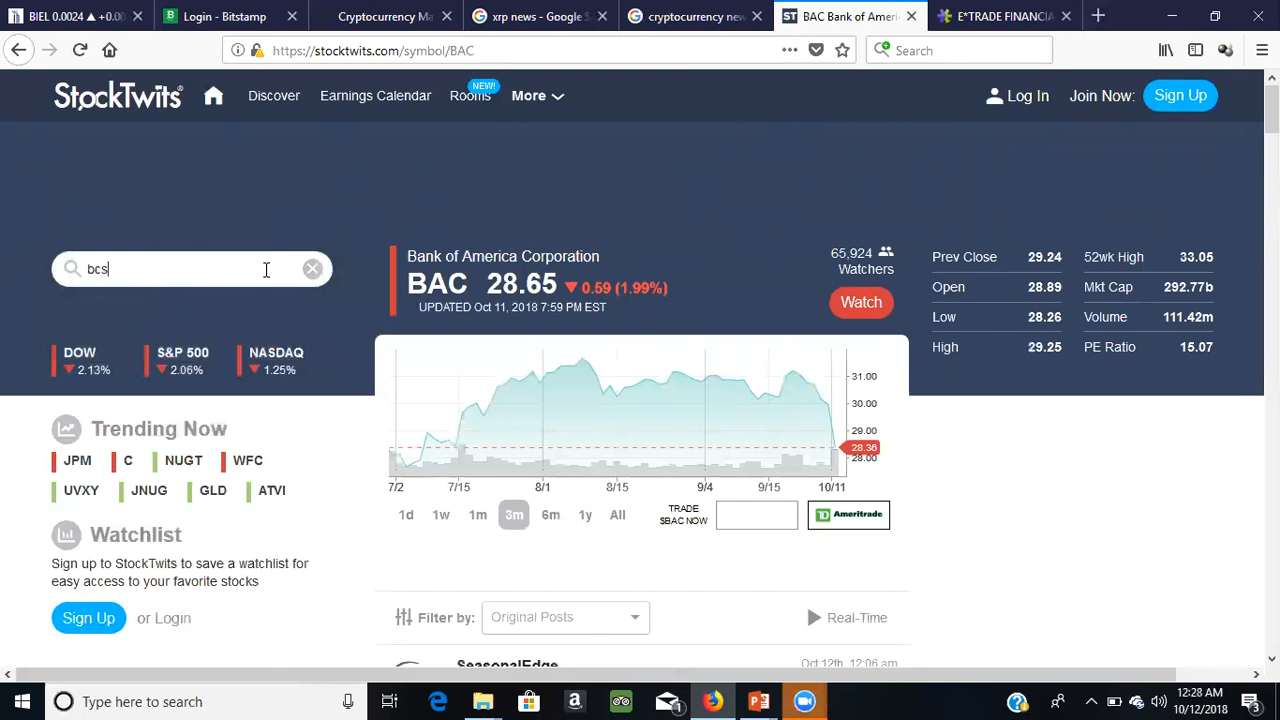 BIEL 0.0024 $ U... +0.00
Login - Bitstamp
Cryptocurrency Ma
xrp news - Google S
cryptocurrency new
ST BAC Bank of Ameri
E*TRADE FINANCIA
https://stocktwits.com/symbol/BAC
Search
StockTwits
Discover
Earnings Calendar
Rooms
NEW!
More
Log In
Join Now:
Sign Up
bcs
Bank of America Corporation
BAC 28.65 0.59 (1.99%)
UPDATED Oct 11, 2018 7:59 PM EST
65,924
Watchers
Watch
Prev Close 29.24
Open 28.89
Low 28.26
High 29.25
52wk High 33.05
Mkt Cap 292.77b
Volume 111.42m
PE Ratio 15.07
DOW
2.13%
S&P 500
2.06%
NASDAQ
1.25%
Trending Now
JPM C NUGT WFC
UVXY JNUG GLD ATVI
Watchlist
Sign up to StockTwits to save a watchlist for
easy access to your favorite stocks
Sign Up or Login
31.00
30.00
29.00
28.36
28.00
7/2 7/15 8/1 8/15 9/4 9/15 10/11
1d 1w 1m 3m 6m 1y All
TRADE
$BAC NOW
Ameritrade
Filter by: Original Posts
Real-Time
SeasonalEdge
Oct 12th, 12:06 am
Type here to search
1
12:28 AM
10/12/2018
3